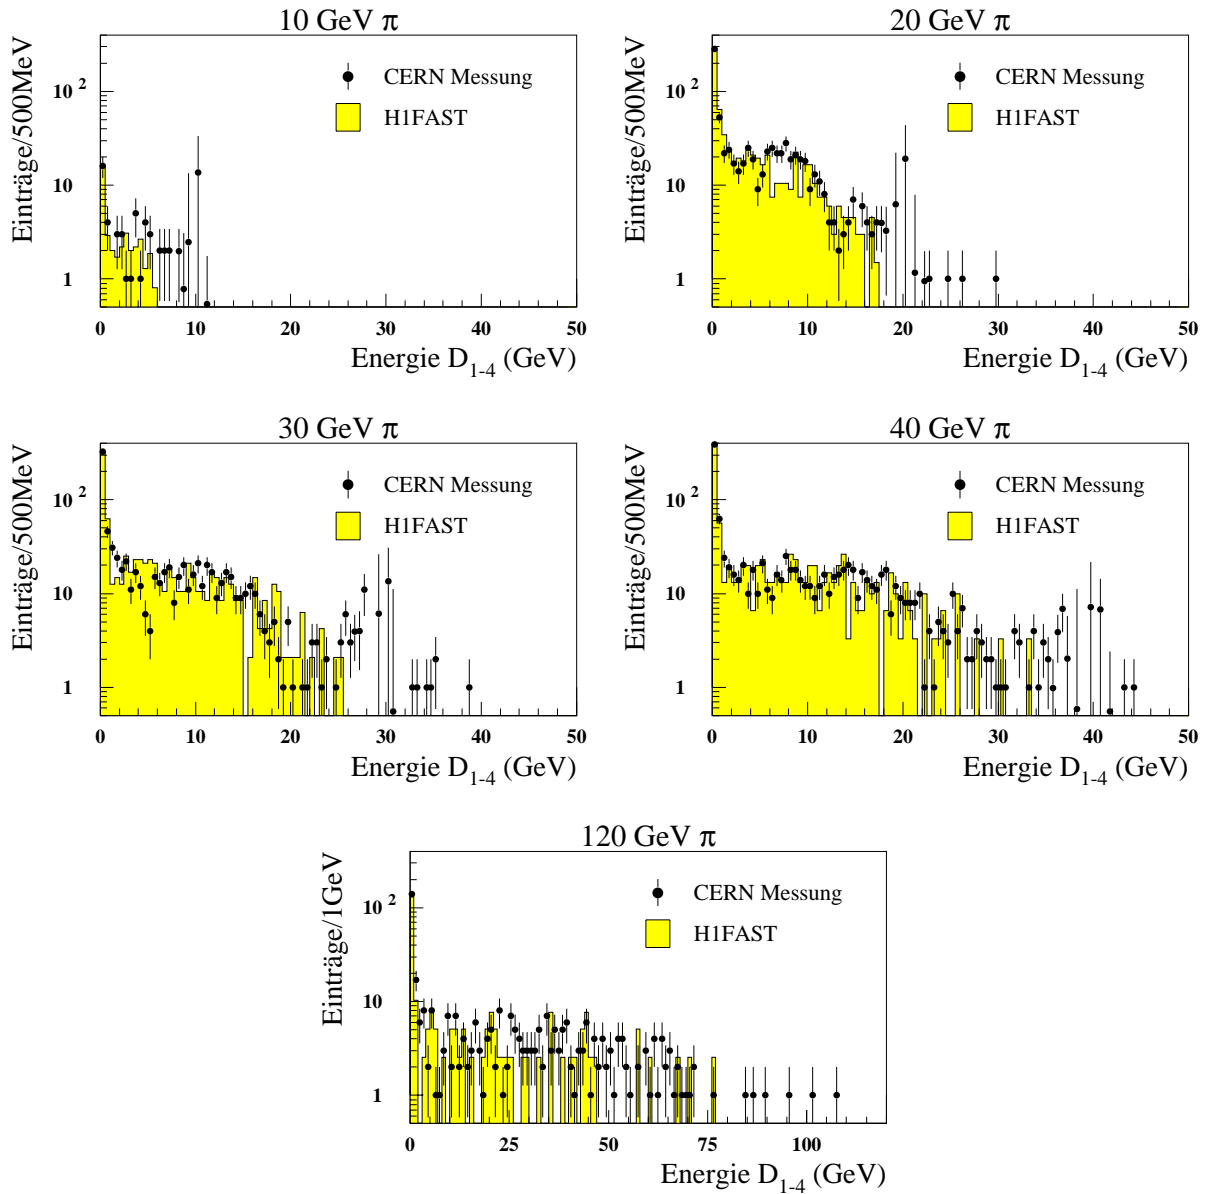 10 GeV π
Einträge/500MeV
10 2
10
1
CERN Messung
H1FAST
0 10 20 30 40 50
Energie D1-4 (GeV)
20 GeV π
Einträge/500MeV
10 2
10
1
CERN Messung
H1FAST
0 10 20 30 40 50
Energie D1-4 (GeV)
30 GeV π
Einträge/500MeV
10 2
10
1
CERN Messung
H1FAST
0 10 20 30 40 50
Energie D1-4 (GeV)
40 GeV π
Einträge/500MeV
10 2
10
1
CERN Messung
H1FAST
0 10 20 30 40 50
Energie D1-4 (GeV)
120 GeV π
Einträge/1GeV
10 2
10
1
CERN Messung
H1FAST
0 25 50 75 100
Energie D1-4 (GeV)